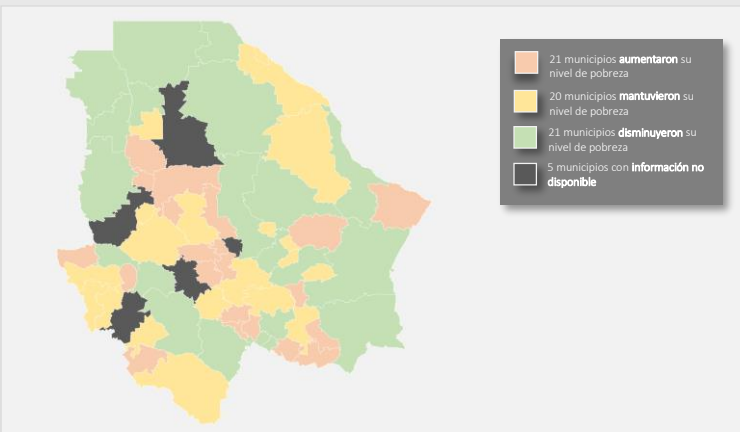 21 municipios aumentaron su
nivel de pobreza
20 municipios mantuvieron su
nivel de pobreza
21 municipios disminuyeron su
nivel de pobreza
5 municipios con información no
disponible